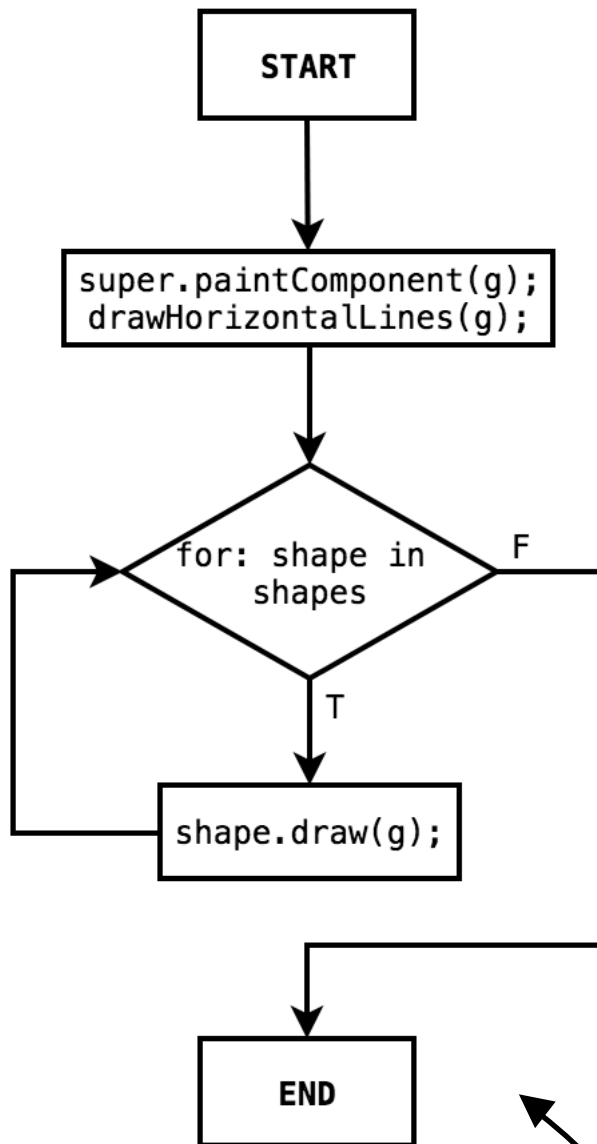 START
super.paintComponent(g);
drawHorizontalLines(g);
for: shape in
shapes
F
T
shape.draw(g);
END